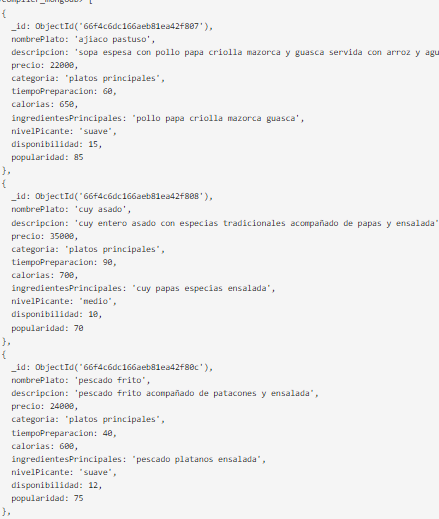 {
_id: ObjectId('66f4c6dc166aeb81ea42f807'),
nombrePlato: 'ajiaco pastuso',
descripcion: 'sopa espesa con pollo papa criolla mazorca y guasca servida con arroz y agu
precio: 22000,
categoria: 'platos principales',
tiempoPreparacion: 60,
calorias: 650,
ingredientesPrincipales: 'pollo papa criolla mazorca guasca',
nivelPicante: 'suave',
disponibilidad: 15,
popularidad: 85
},
{
_id: ObjectId('66f4c6dc166aeb81ea42f808'),
nombrePlato: 'cuy asado',
descripcion: 'cuy entero asado con especias tradicionales acompañado de papas y ensalada'
precio: 35000,
categoria: 'platos principales',
tiempoPreparacion: 90,
calorias: 700,
ingredientesPrincipales: 'cuy papas especias ensalada',
nivelPicante: 'medio',
disponibilidad: 10,
popularidad: 70
},
{
_id: ObjectId('66f4c6dc166aeb81ea42f80c'),
nombrePlato: 'pescado frito',
descripcion: 'pescado frito acompañado de patacones y ensalada',
precio: 24000,
categoria: 'platos principales',
tiempoPreparacion: 40,
calorias: 600,
ingredientesPrincipales: 'pescado platanos ensalada',
nivelPicante: 'suave',
disponibilidad: 12,
popularidad: 75
},